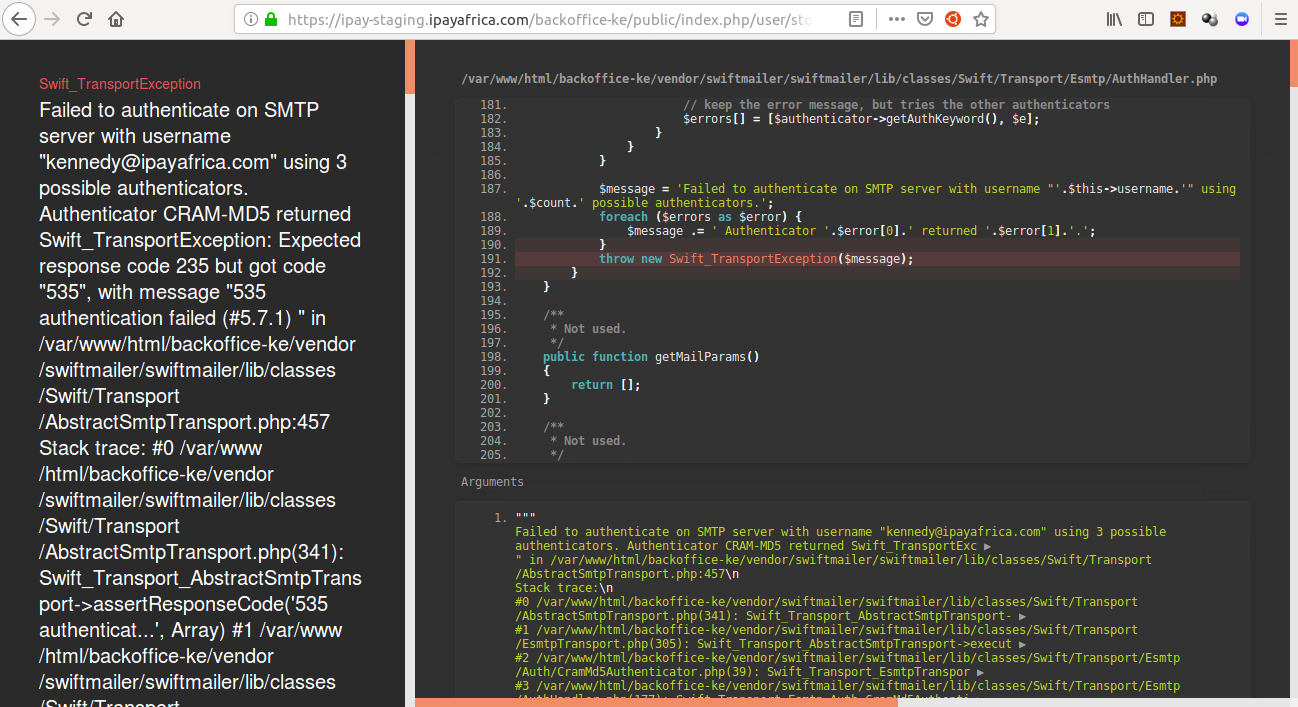 https://ipay-staging.ipayafrica.com/backoffice-ke/public/index.php/user/sto
Swift_TransportException
Failed to authenticate on SMTP
server with username
"kennedy@ipayafrica.com" using 3
possible authenticators.
Authenticator CRAM-MD5 returned
Swift_TransportException: Expected
response code 235 but got code
"535", with message "535
authentication failed (#5.7.1) " in
/var/www/html/backoffice-ke/vendor
/swiftmailer/swiftmailer/lib/classes
/Swift/Transport
/AbstractSmtpTransport.php:457
Stack trace: #0 /var/www
/html/backoffice-ke/vendor
/swiftmailer/swiftmailer/lib/classes
/Swift/Transport
/AbstractSmtpTransport.php(341):
Swift_Transport_AbstractSmtpTrans
port->assertResponseCode('535
authenticat...', Array) #1 /var/www
/html/backoffice-ke/vendor
/swiftmailer/swiftmailer/lib/classes
/Swift/Transport
/var/www/html/backoffice-ke/vendor/swiftmailer/swiftmailer/lib/classes/Swift/Transport/Esmtp/AuthHandler.php
181. // keep the error message, but tries the other authenticators
182. $errors[] = [$authenticator->getAuthKeyword(), $e];
183. }
184. }
185. }
186.
187. $message = 'Failed to authenticate on SMTP server with username "'.$this->username.'" using
'.$count.' possible authenticators.';
188. foreach ($errors as $error) {
189. $message .= ' Authenticator '.$error[0].' returned '.$error[1].'.';
190. }
191. throw new Swift_TransportException($message);
192. }
193. }
194.
195. /**
196. * Not used.
197. */
198. public function getMailParams()
199. {
200. return [];
201. }
202.
203. /**
204. * Not used.
205. */
Arguments
1. """
Failed to authenticate on SMTP server with username "kennedy@ipayafrica.com" using 3 possible
authenticators. Authenticator CRAM-MD5 returned Swift_TransportExc ▶
" in /var/www/html/backoffice-ke/vendor/swiftmailer/swiftmailer/lib/classes/Swift/Transport
/AbstractSmtpTransport.php:457\n
Stack trace:\n
#0 /var/www/html/backoffice-ke/vendor/swiftmailer/swiftmailer/lib/classes/Swift/Transport
/AbstractSmtpTransport.php(341): Swift_Transport_AbstractSmtpTransport- ▶
#1 /var/www/html/backoffice-ke/vendor/swiftmailer/swiftmailer/lib/classes/Swift/Transport
/EsmtpTransport.php(305): Swift_Transport_AbstractSmtpTransport->execut ▶
#2 /var/www/html/backoffice-ke/vendor/swiftmailer/swiftmailer/lib/classes/Swift/Transport/Esmtp
/Auth/CramMd5Authenticator.php(39): Swift_Transport_EsmtpTranspor ▶
#3 /var/www/html/backoffice-ke/vendor/swiftmailer/swiftmailer/lib/classes/Swift/Transport/Esmtp